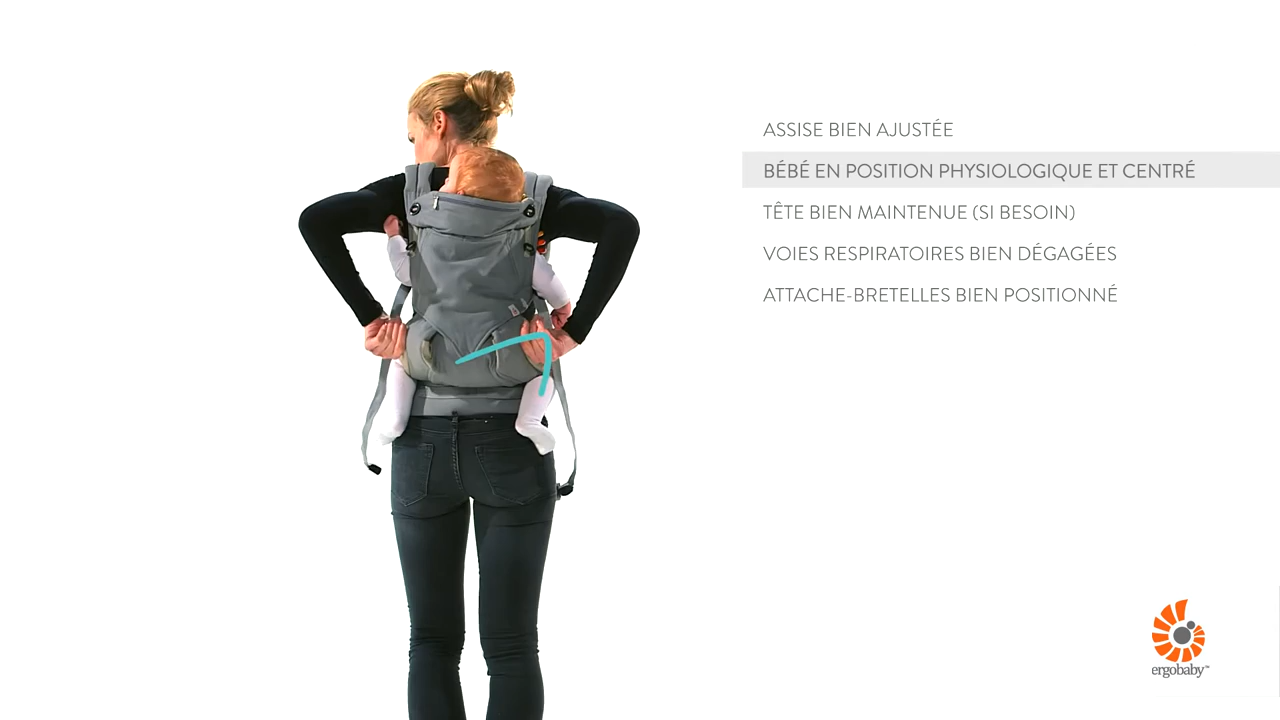 ASSISE BIEN AJUSTÉE
BÉBÉ EN POSITION PHYSIOLOGIQUE ET CENTRÉ
TÊTE BIEN MAINTENUE (SI BESOIN)
VOIES RESPIRATOIRES BIEN DÉGAGÉES
ATTACHE-BRETELLES BIEN POSITIONNÉ
ergobaby™